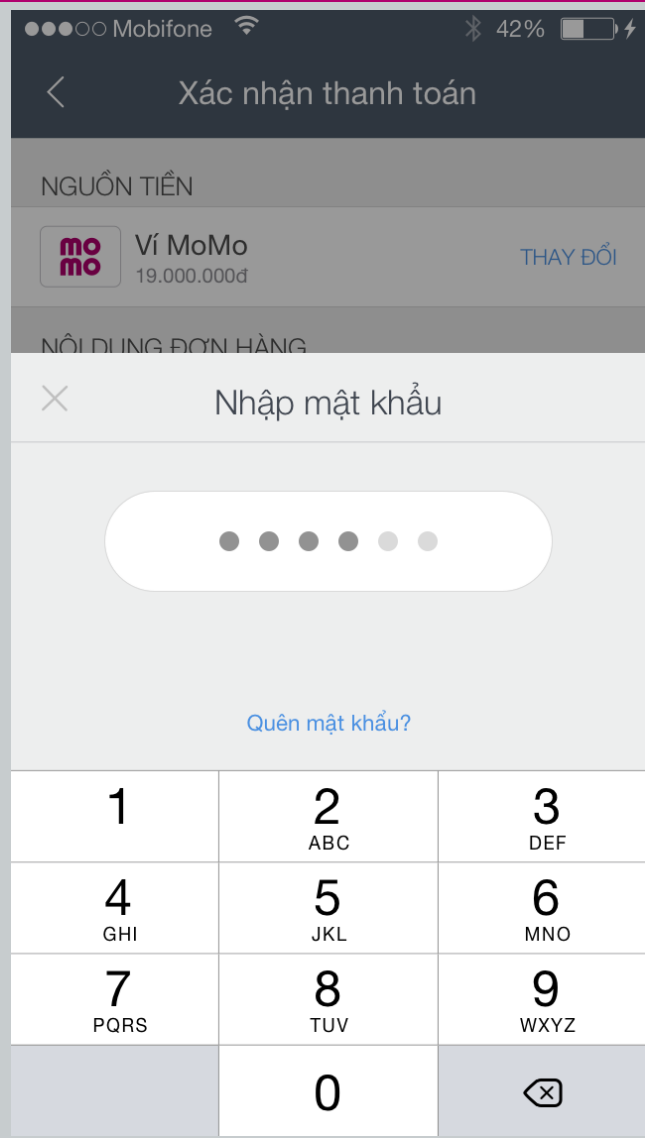 Mobifone 42%
Xác nhận thanh toán
NGUỒN TIỀN
mo
mo
Ví MoMo
19.000.000đ
THAY ĐỔI
NỘI DUNG ĐƠN HÀNG
Nhập mật khẩu
Quên mật khẩu?
1 2 3
ABC DEF
4 5 6
GHI JKL MNO
7 8 9
PQRS TUV WXYZ
0